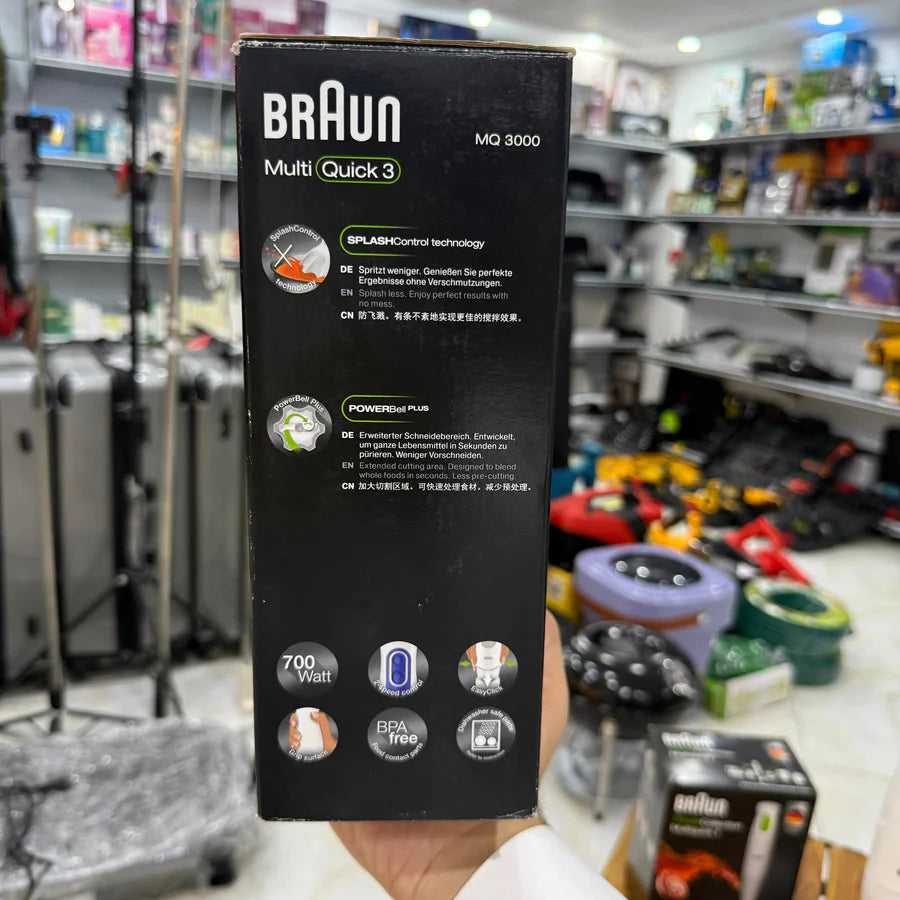 BRAUN
MQ 3000
Multi Quick 3
SplashControl
technology
SPLASHControl technology
DE Spritzt weniger. Genießen Sie perfekte
Ergebnisse ohne Verschmutzungen.
EN Splash less. Enjoy perfect results with
no mess.
CN 防飞溅。有条不紊地实现更佳的搅拌效果。
PowerBell Plus
POWERBell PLUS
DE Erweiterter Schneidebereich. Entwickelt,
um ganze Lebensmittel in Sekunden zu
pürieren. Weniger Vorschneiden.
EN Extended cutting area. Designed to blend
whole foods in seconds. Less pre-cutting.
CN 加大切割区域。可快速处理食材。减少预处理。
700
Watt
2-speed control
EasyClick
Grip surface
BPA
free
Food contact parts
Dishwasher safe parts
BRAUN